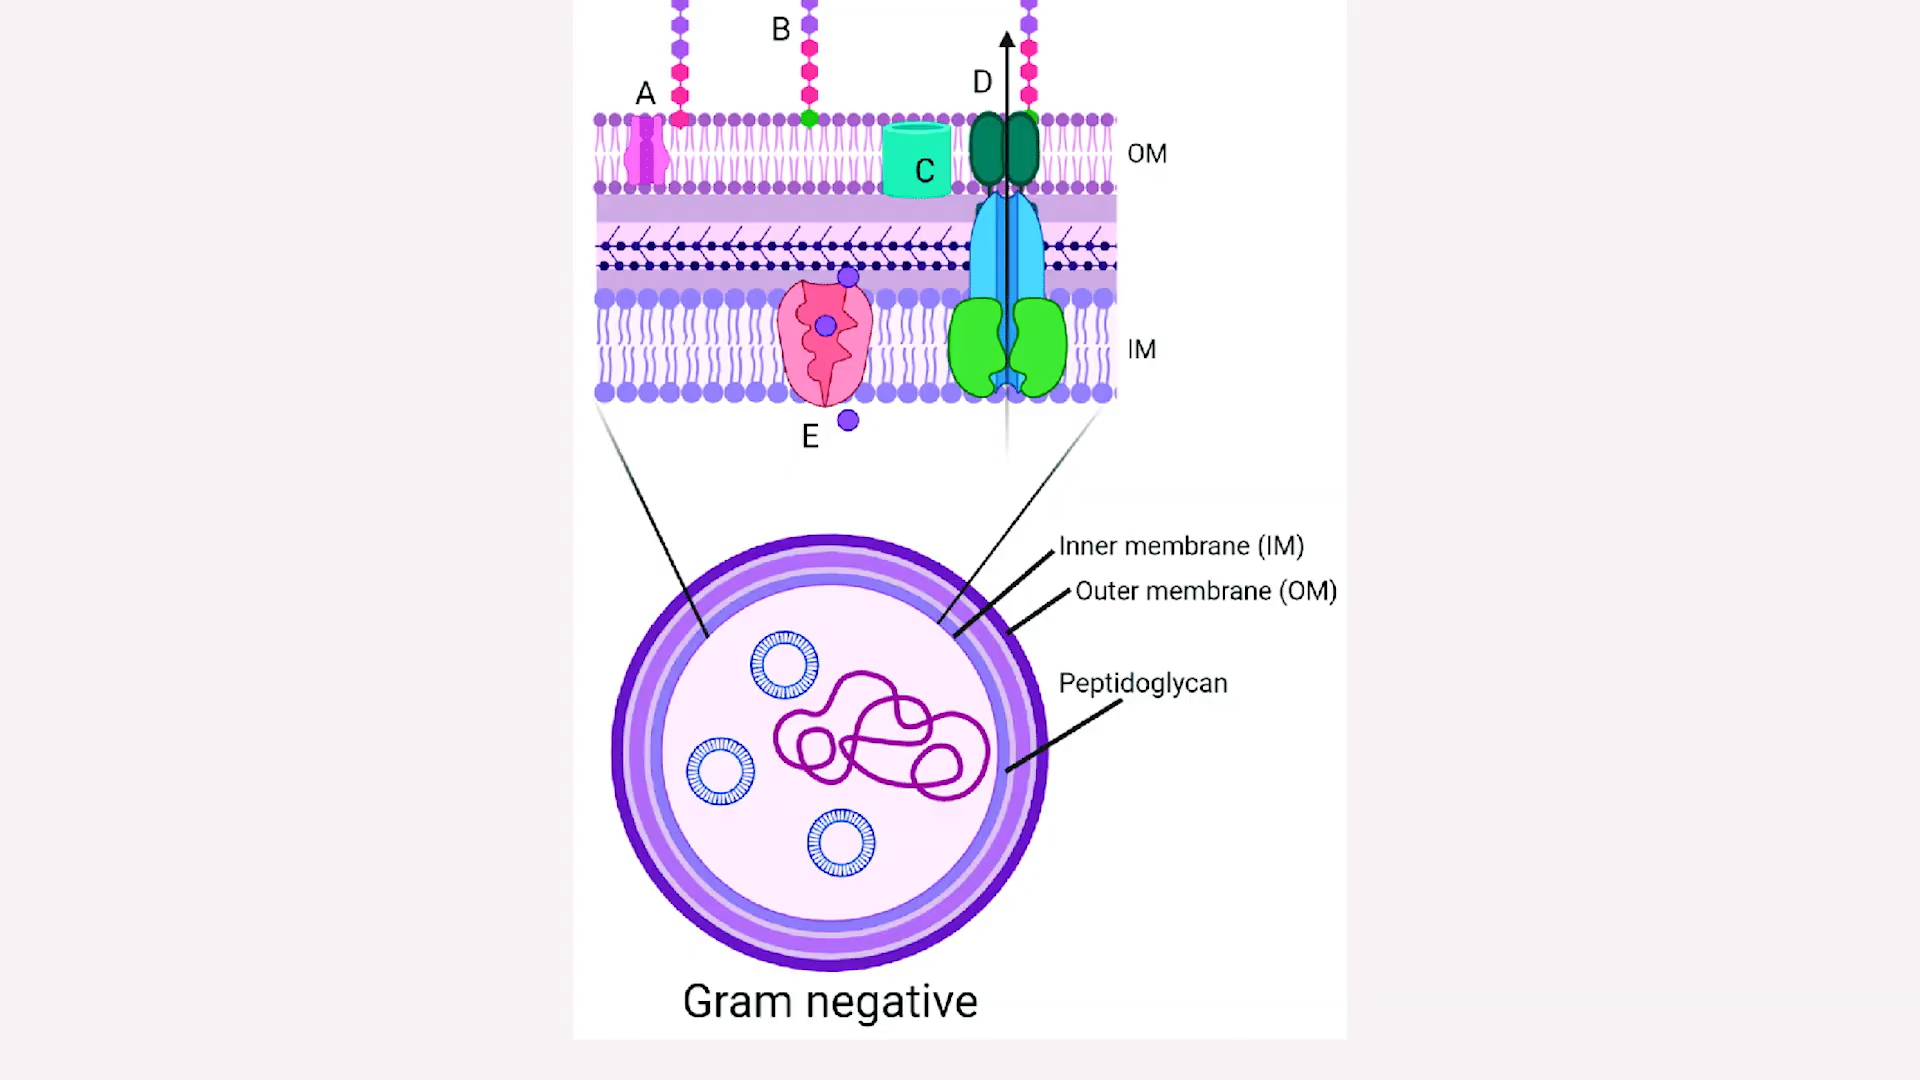 B
D
A
OM
C
IM
E
Inner membrane (IM)
Outer membrane (OM)
Peptidoglycan
Gram negative